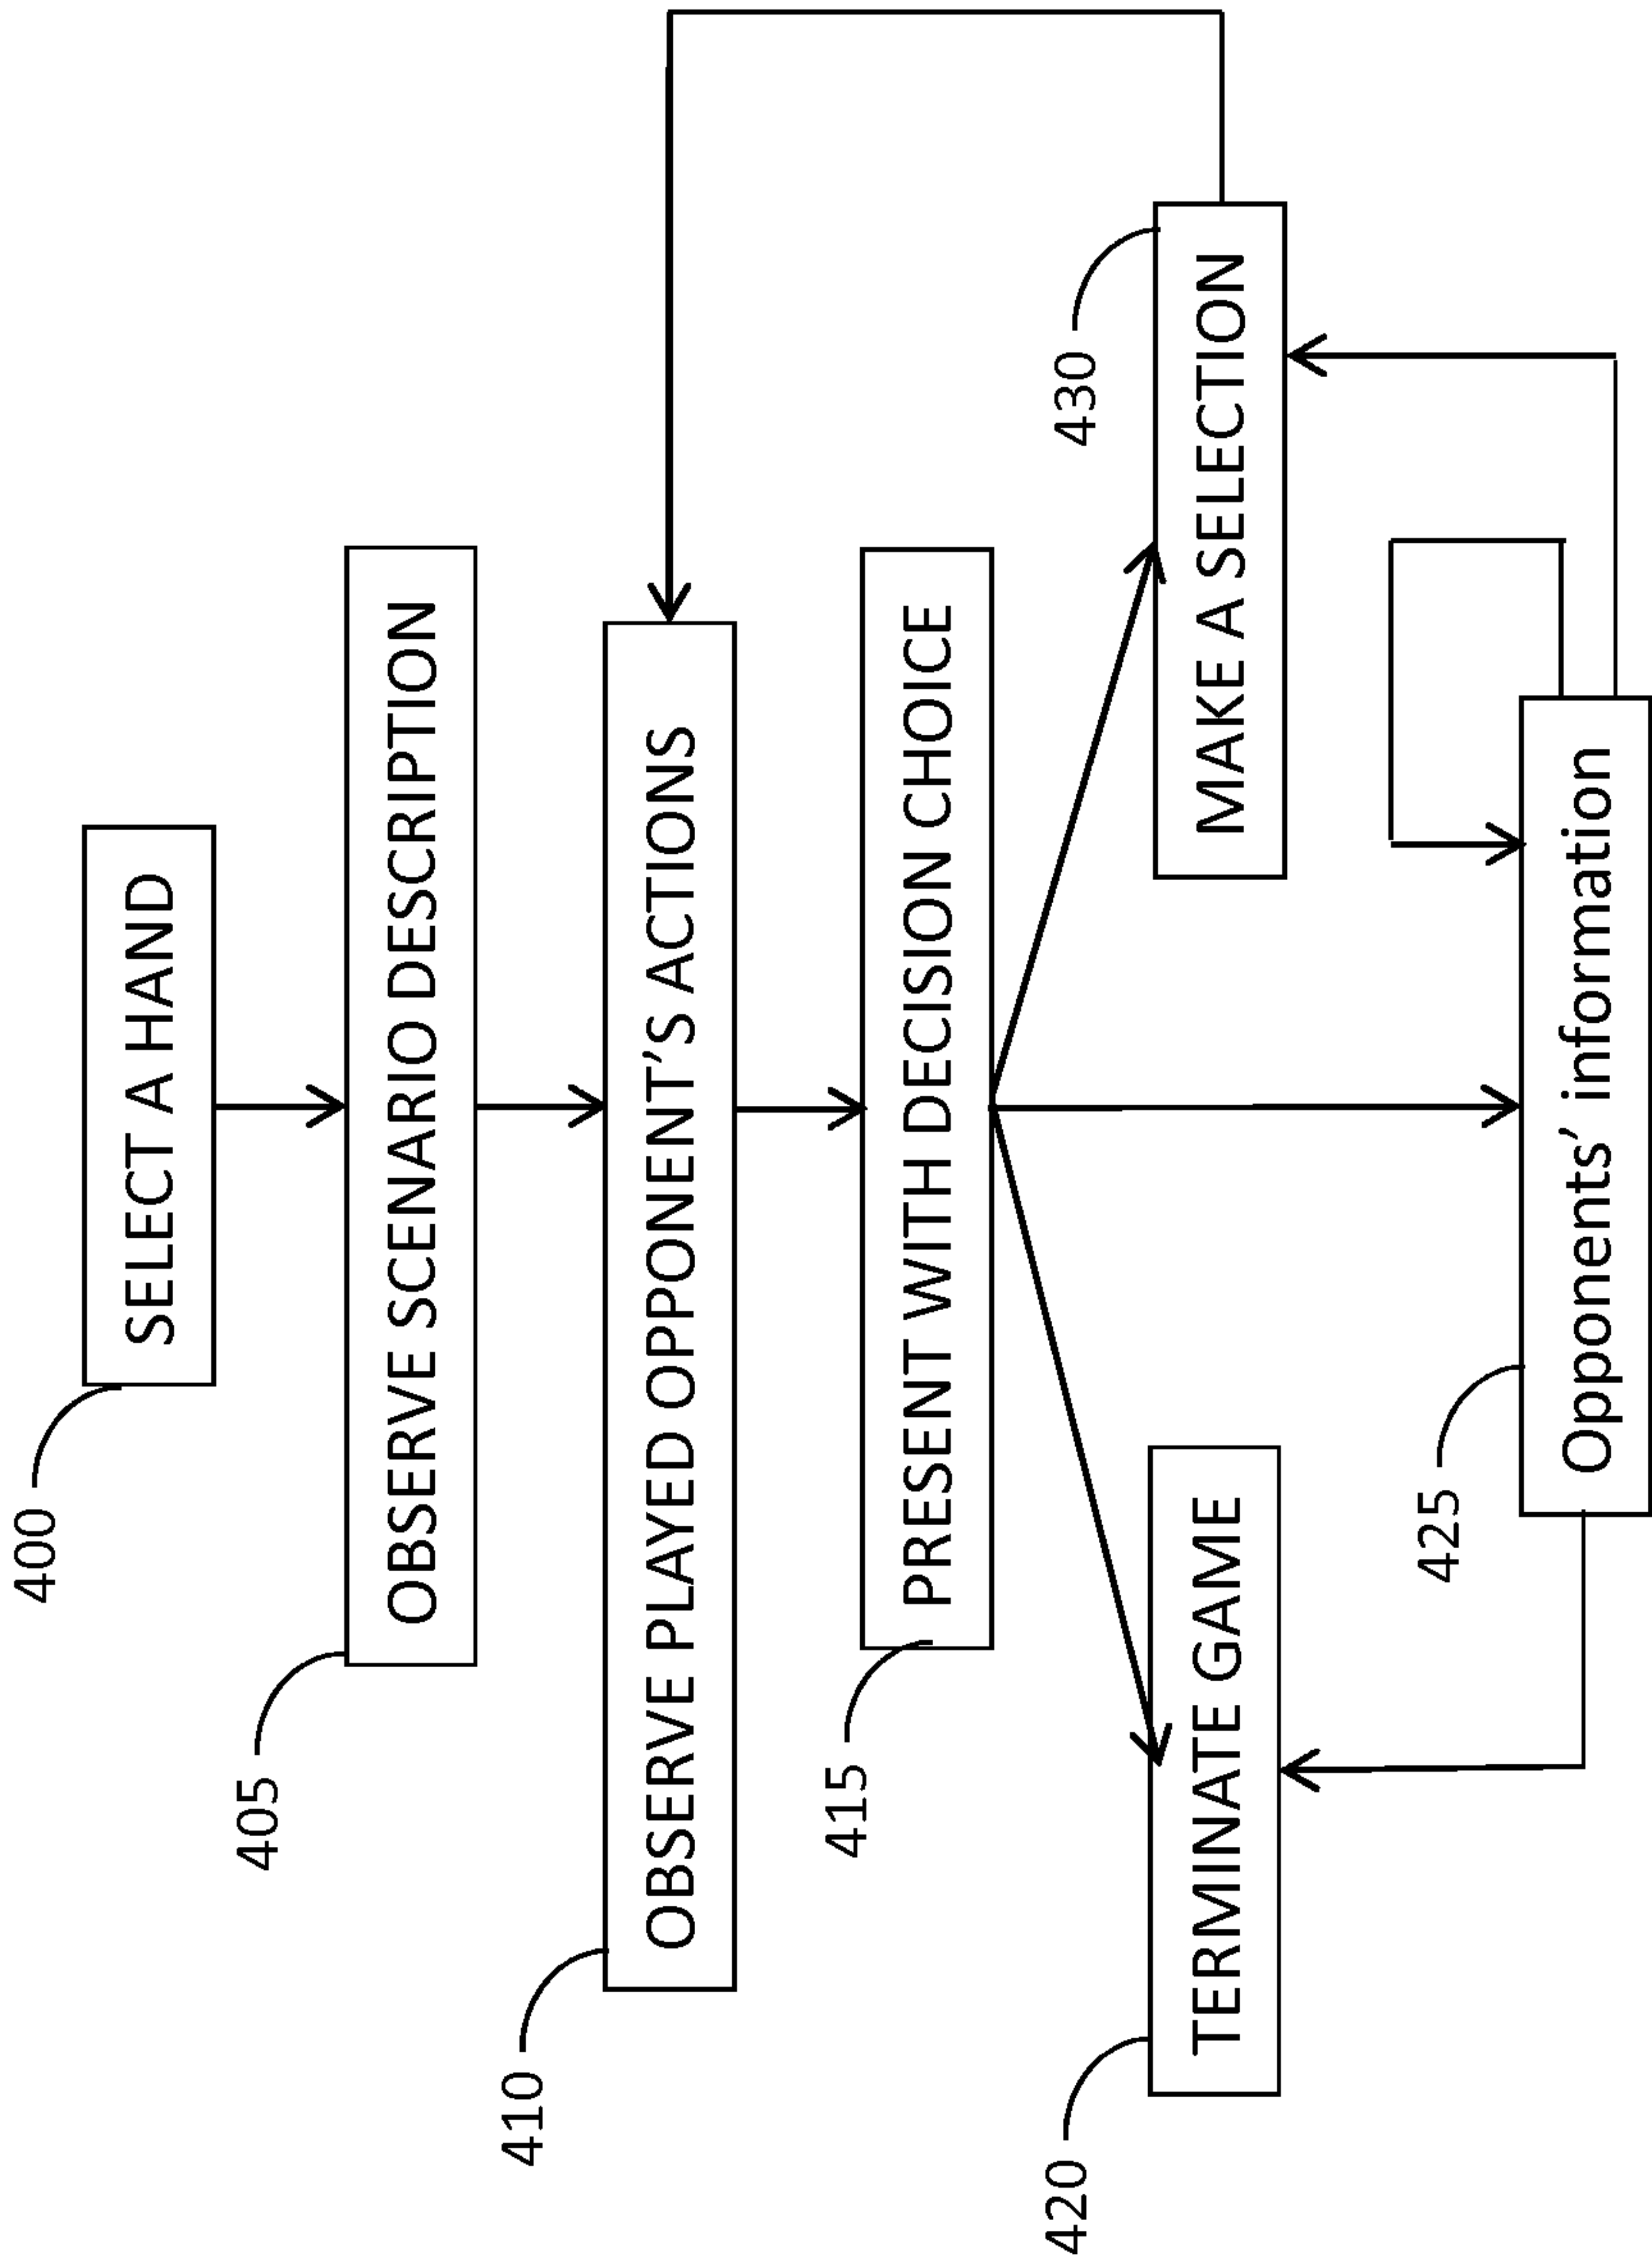 400
SELECT A HAND
405
OBSERVE SCENARIO DESCRIPTION
410
OBSERVE PLAYED OPPONENT'S ACTIONS
415
PRESENT WITH DECISION CHOICE
420
TERMINATE GAME
430
MAKE A SELECTION
425
Opponents' information